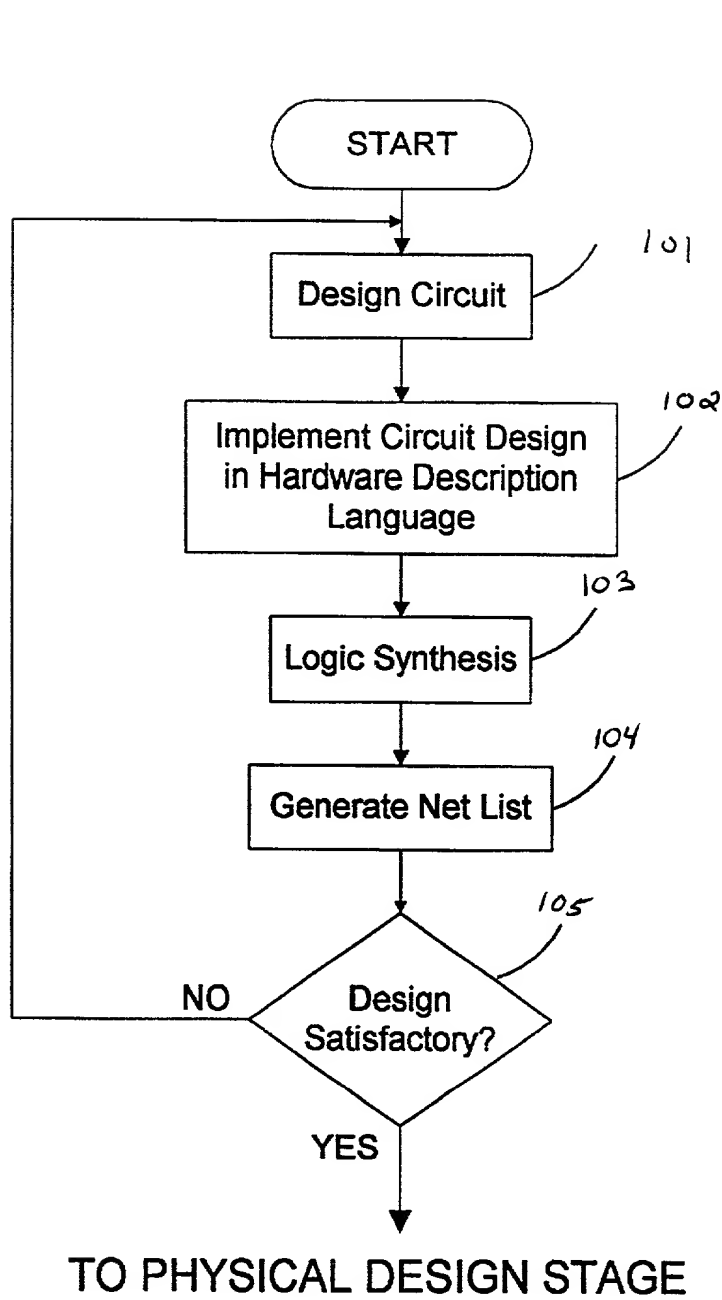 START
101
Design Circuit
102
Implement Circuit Design
in Hardware Description
Language
103
Logic Synthesis
104
Generate Net List
105
NO
Design
Satisfactory?
YES
TO PHYSICAL DESIGN STAGE